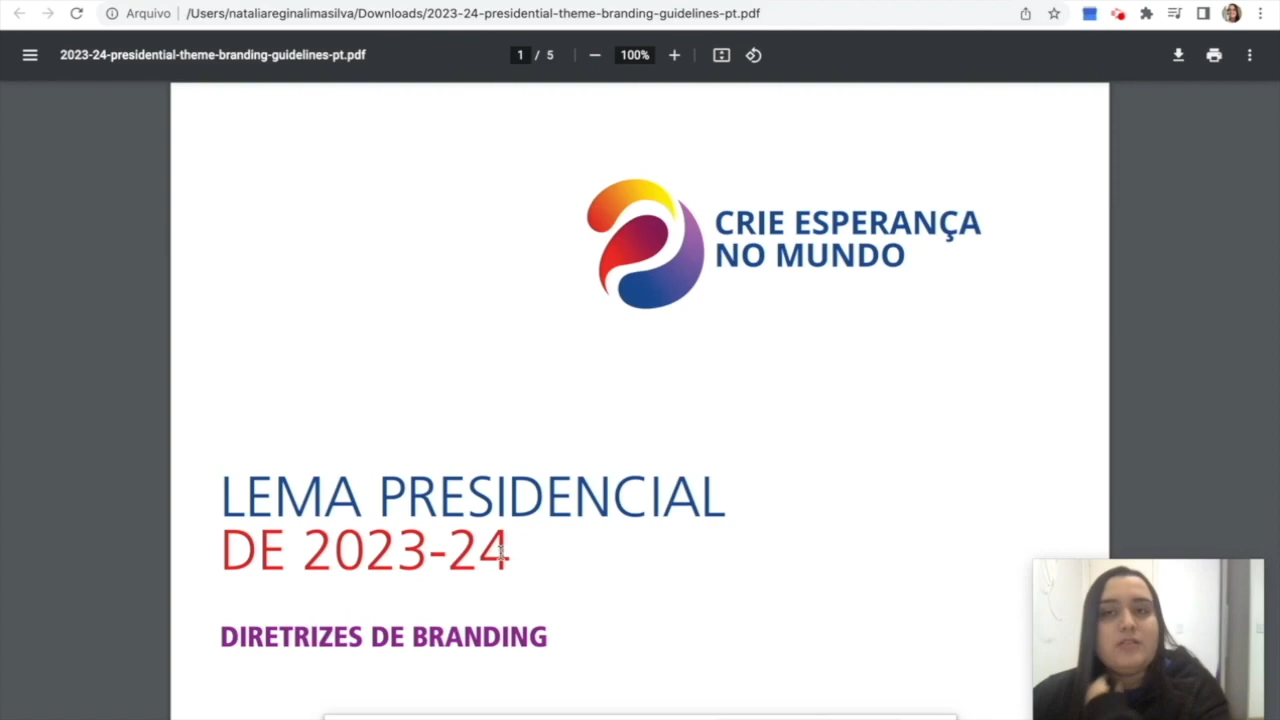 Arquivo | /Users/nataliareginalimasilva/Downloads/2023-24-presidential-theme-branding-guidelines-pt.pdf
2023-24-presidential-theme-branding-guidelines-pt.pdf
1 / 5
100%
CRIE ESPERANÇA
NO MUNDO
LEMA PRESIDENCIAL
DE 2023-24
DIRETRIZES DE BRANDING